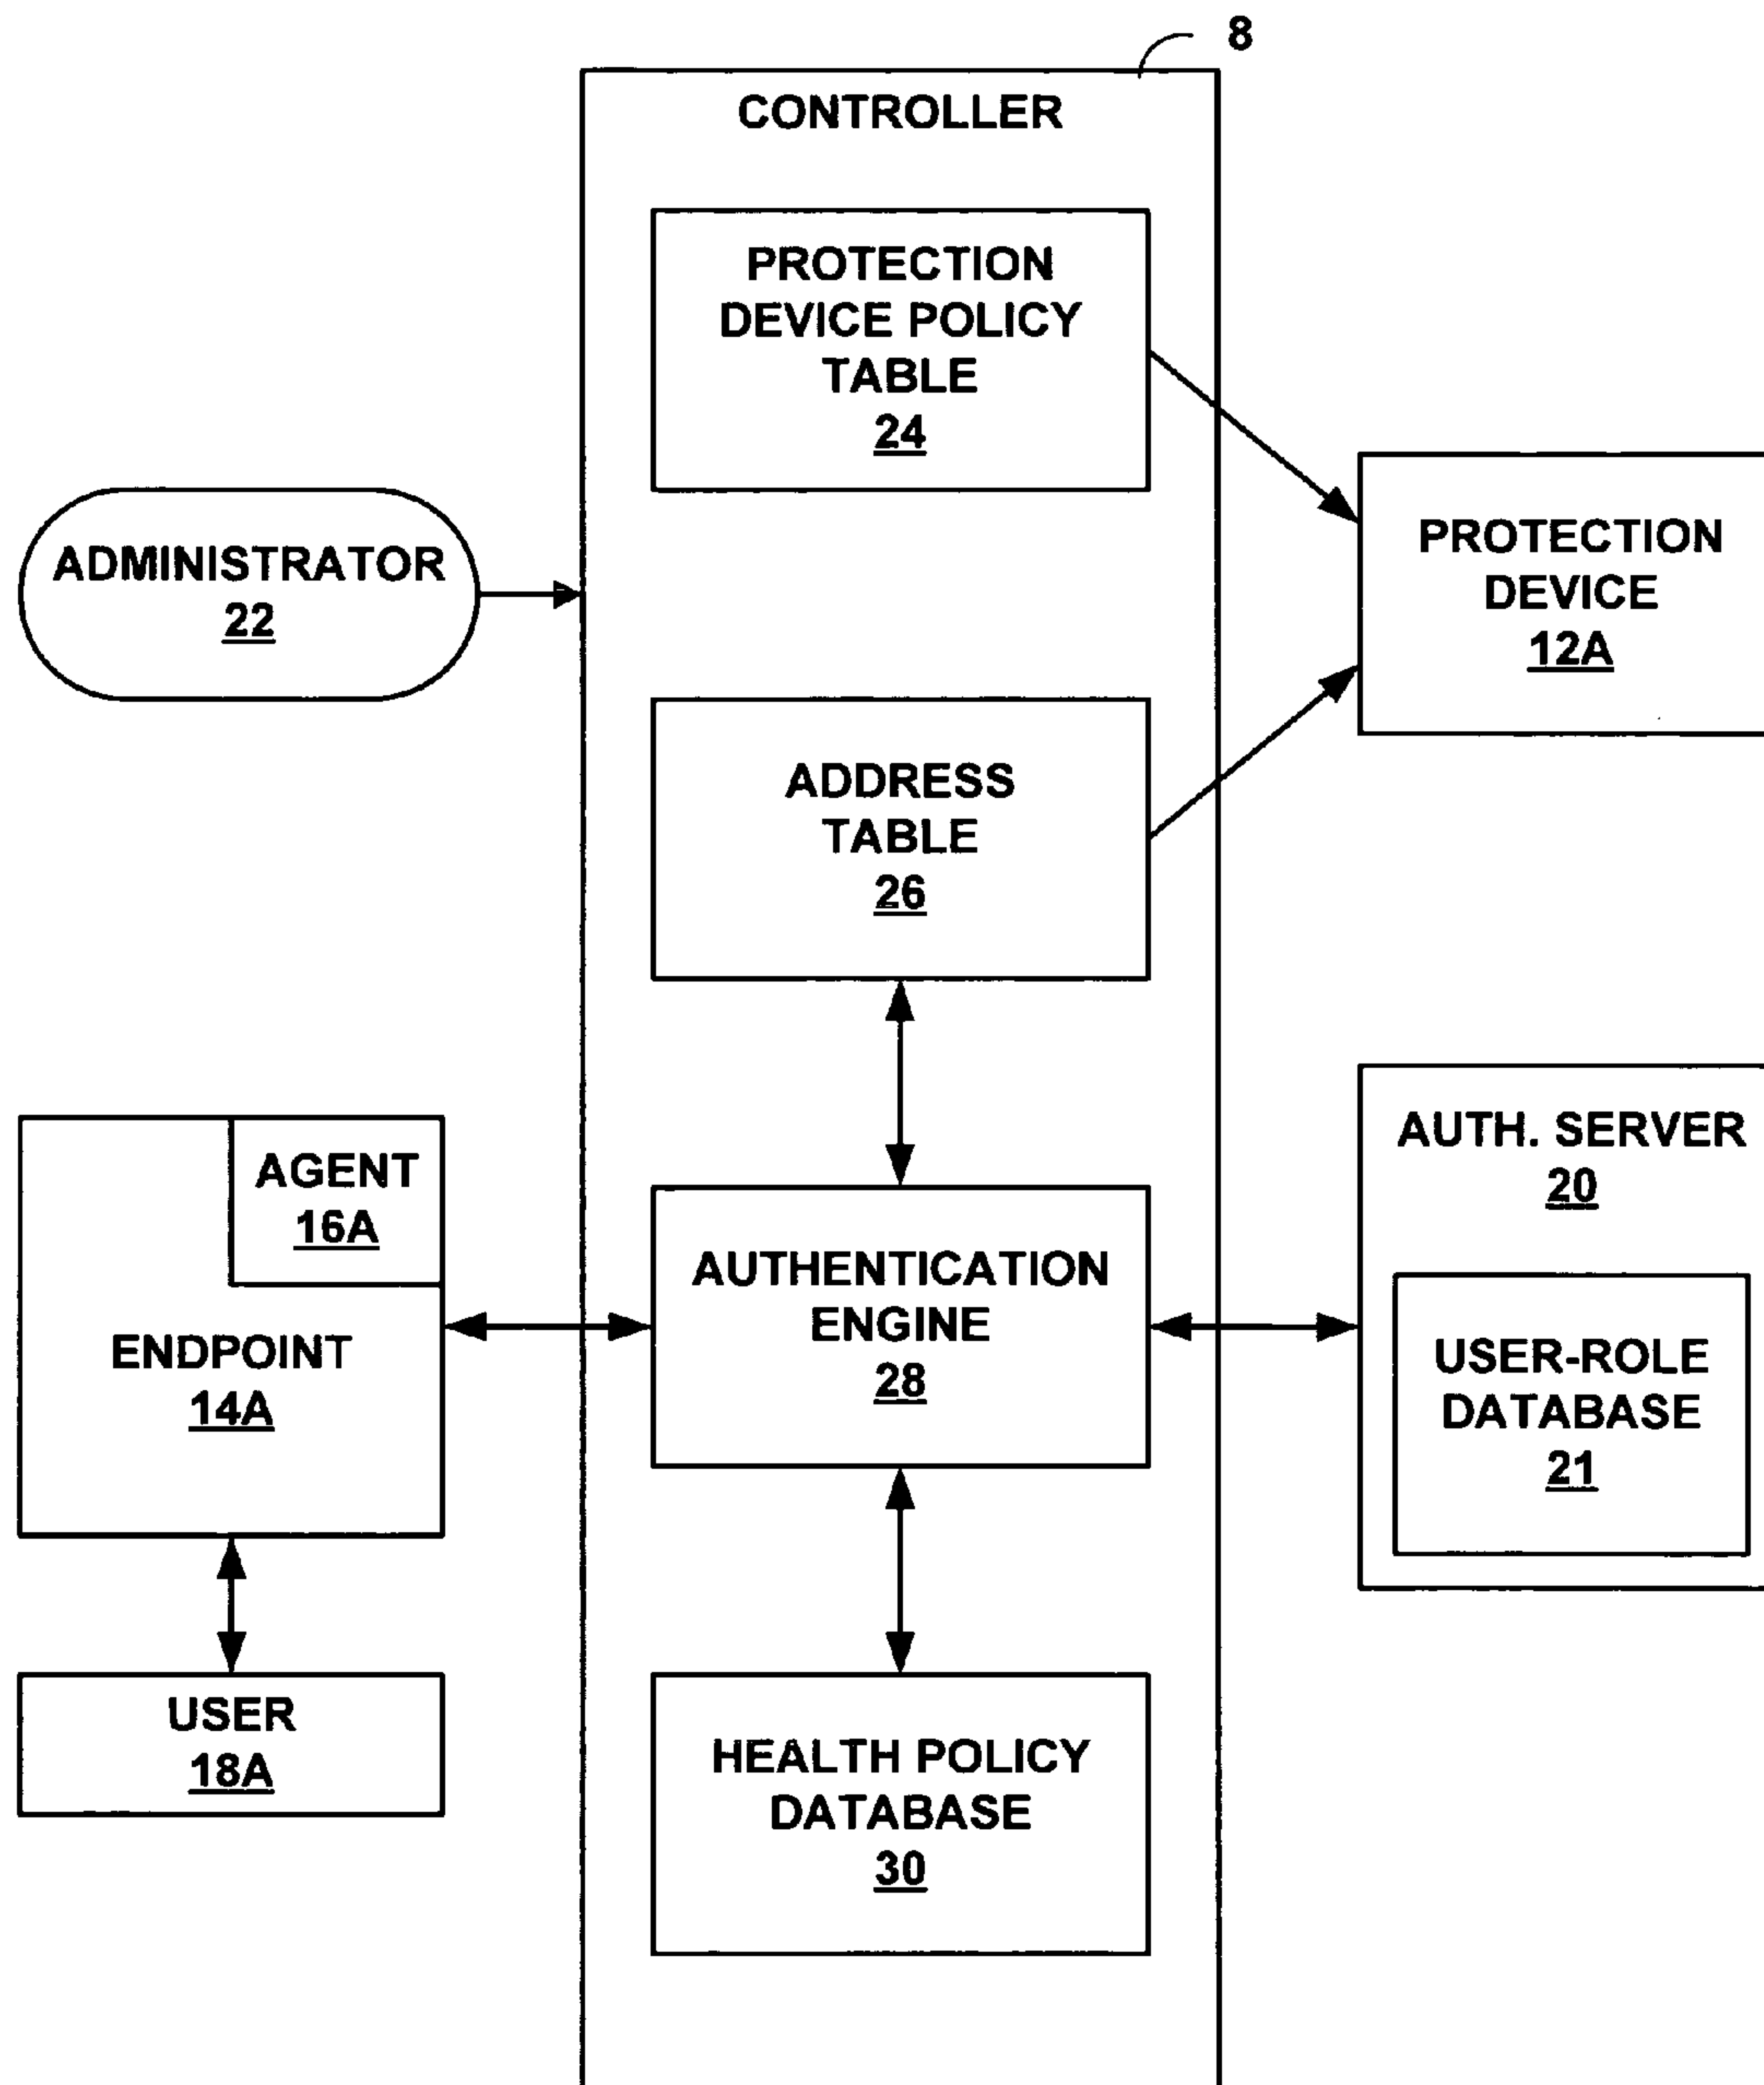 8
CONTROLLER
PROTECTION
DEVICE POLICY
TABLE
24
ADMINISTRATOR
22
PROTECTION
DEVICE
12A
ADDRESS
TABLE
26
AGENT
16A
ENDPOINT
14A
AUTHENTICATION
ENGINE
28
AUTH. SERVER
20
USER-ROLE
DATABASE
21
USER
18A
HEALTH POLICY
DATABASE
30